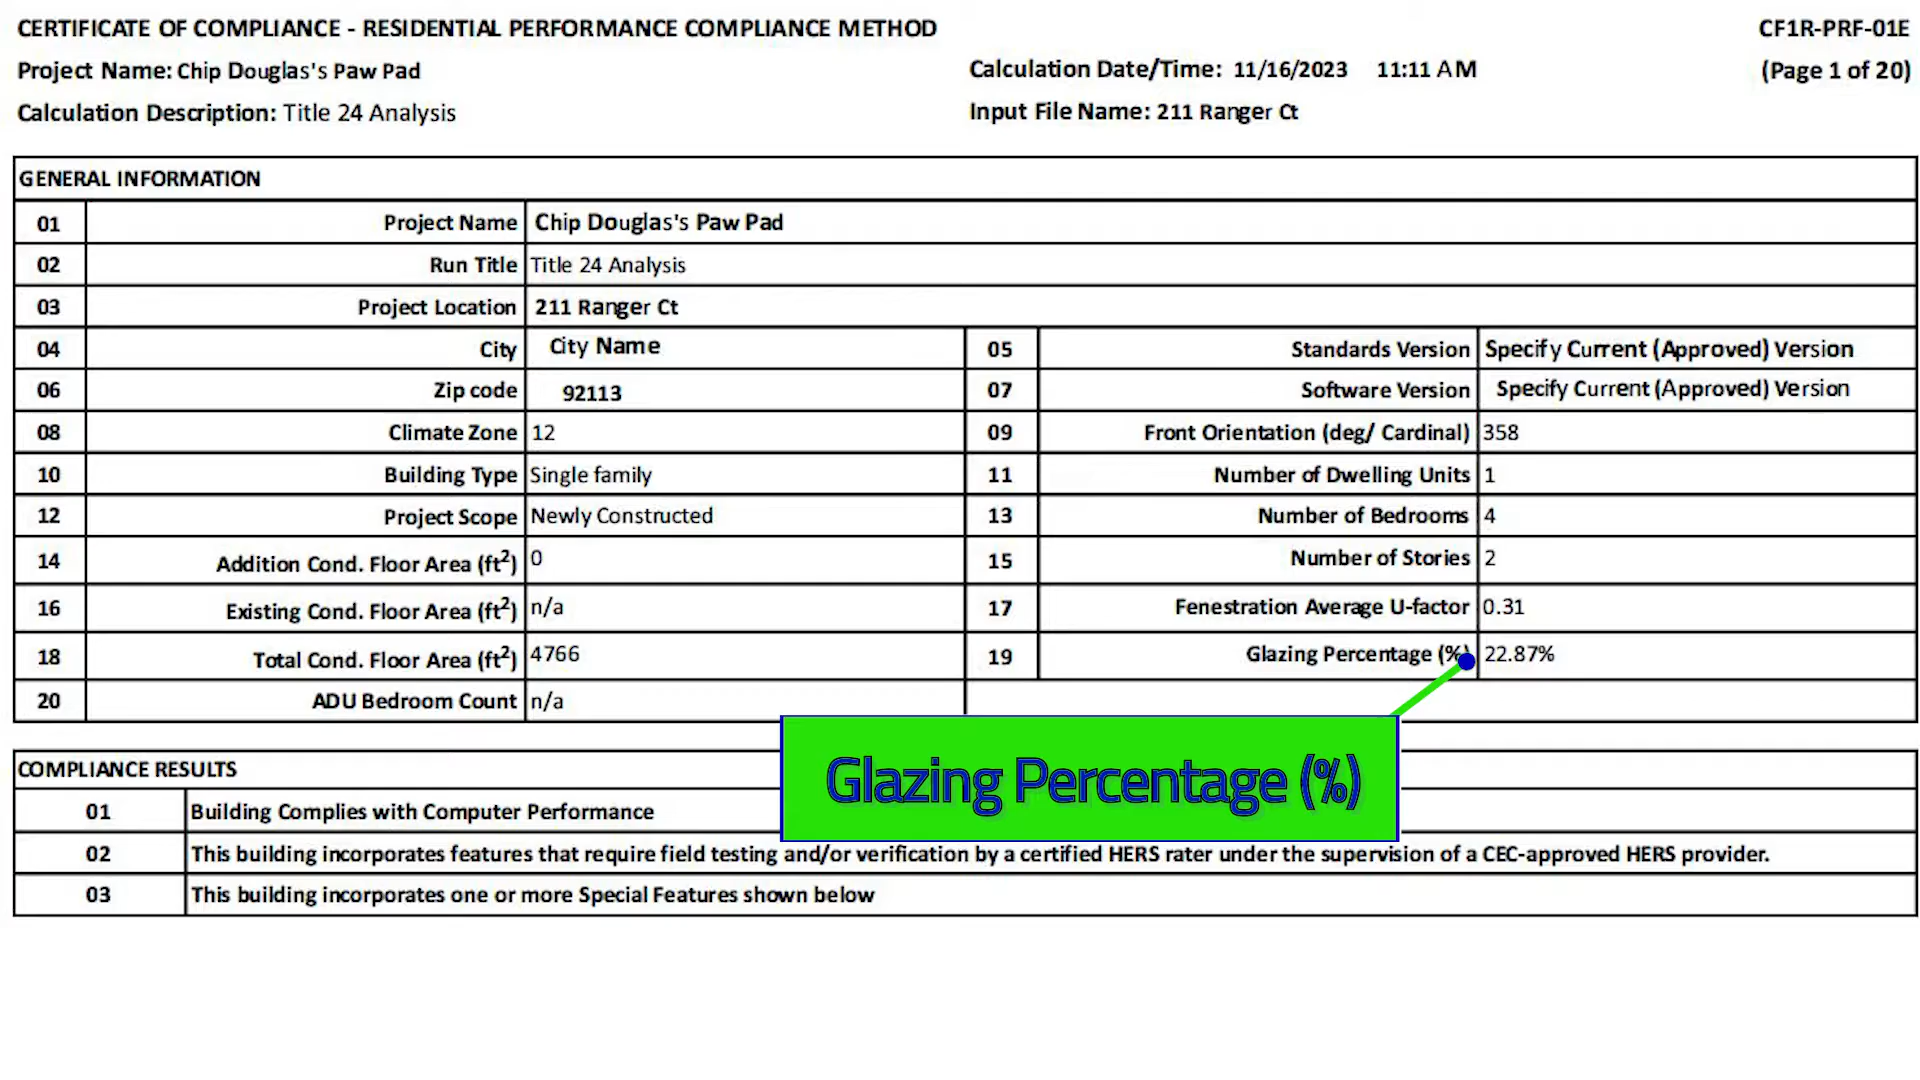 CERTIFICATE OF COMPLIANCE - RESIDENTIAL PERFORMANCE COMPLIANCE METHOD
CF1R-PRF-01E
Project Name: Chip Douglas's Paw Pad
Calculation Date/Time: 11/16/2023 11:11 AM
(Page 1 of 20)
Calculation Description: Title 24 Analysis
Input File Name: 211 Ranger Ct
GENERAL INFORMATION
01 Project Name Chip Douglas's Paw Pad
02 Run Title Title 24 Analysis
03 Project Location 211 Ranger Ct
04 City City Name 05 Standards Version Specify Current (Approved) Version
06 Zip code 92113 07 Software Version Specify Current (Approved) Version
08 Climate Zone 12 09 Front Orientation (deg/ Cardinal) 358
10 Building Type Single family 11 Number of Dwelling Units 1
12 Project Scope Newly Constructed 13 Number of Bedrooms 4
14 Addition Cond. Floor Area (ft²) 0 15 Number of Stories 2
16 Existing Cond. Floor Area (ft²) n/a 17 Fenestration Average U-factor 0.31
18 Total Cond. Floor Area (ft²) 4766 19 Glazing Percentage (%) 22.87%
20 ADU Bedroom Count n/a
Glazing Percentage (%)
COMPLIANCE RESULTS
01 Building Complies with Computer Performance
02 This building incorporates features that require field testing and/or verification by a certified HERS rater under the supervision of a CEC-approved HERS provider.
03 This building incorporates one or more Special Features shown below